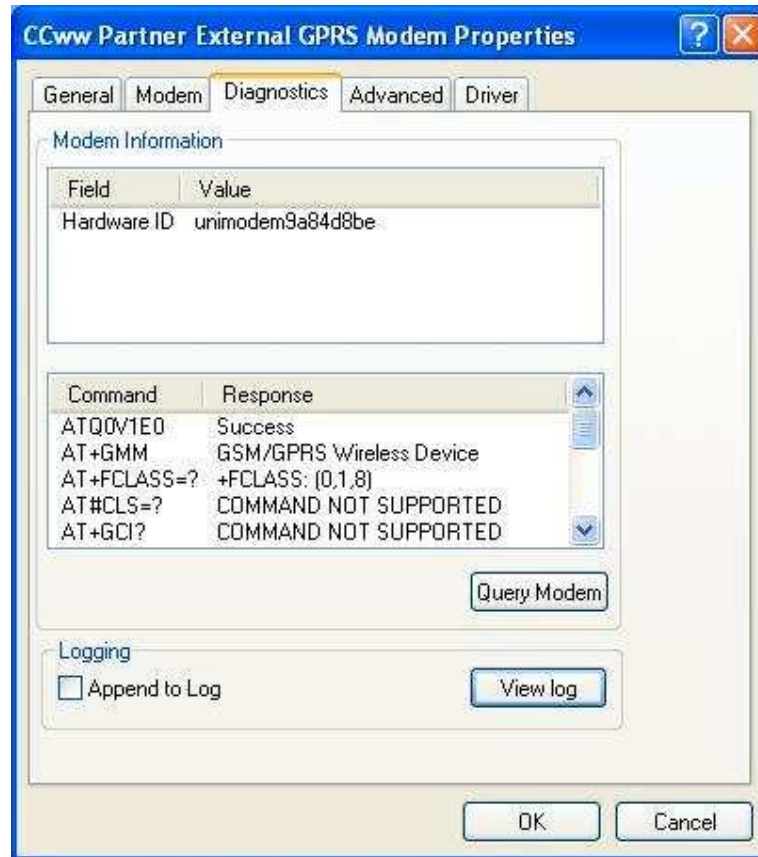 CCww Partner External GPRS Modem Properties
General Modem Diagnostics Advanced Driver
Modem Information
Field Value
Hardware ID unimodem9a84d8be
Command Response
ATQ0V1E0 Success
AT+GMM GSM/GPRS Wireless Device
AT+FCLASS=? +FCLASS: (0,1,8)
AT#CLS=? COMMAND NOT SUPPORTED
AT+GCI? COMMAND NOT SUPPORTED
Query Modem
Logging
Append to Log View log
OK Cancel